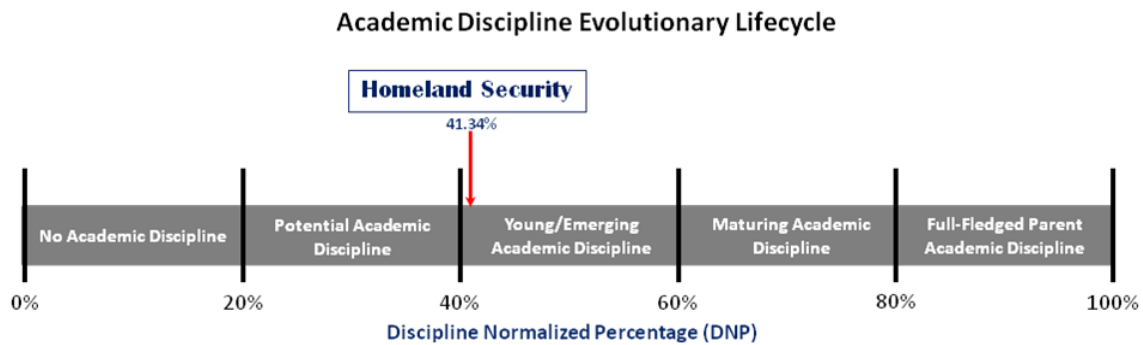 Academic Discipline Evolutionary Lifecycle
Homeland Security
41.34%
No Academic Discipline
Potential Academic
Discipline
Young/Emerging
Academic Discipline
Maturing Academic
Discipline
Full-Fledged Parent
Academic Discipline
0%
20%
40%
60%
80%
100%
Discipline Normalized Percentage (DNP)